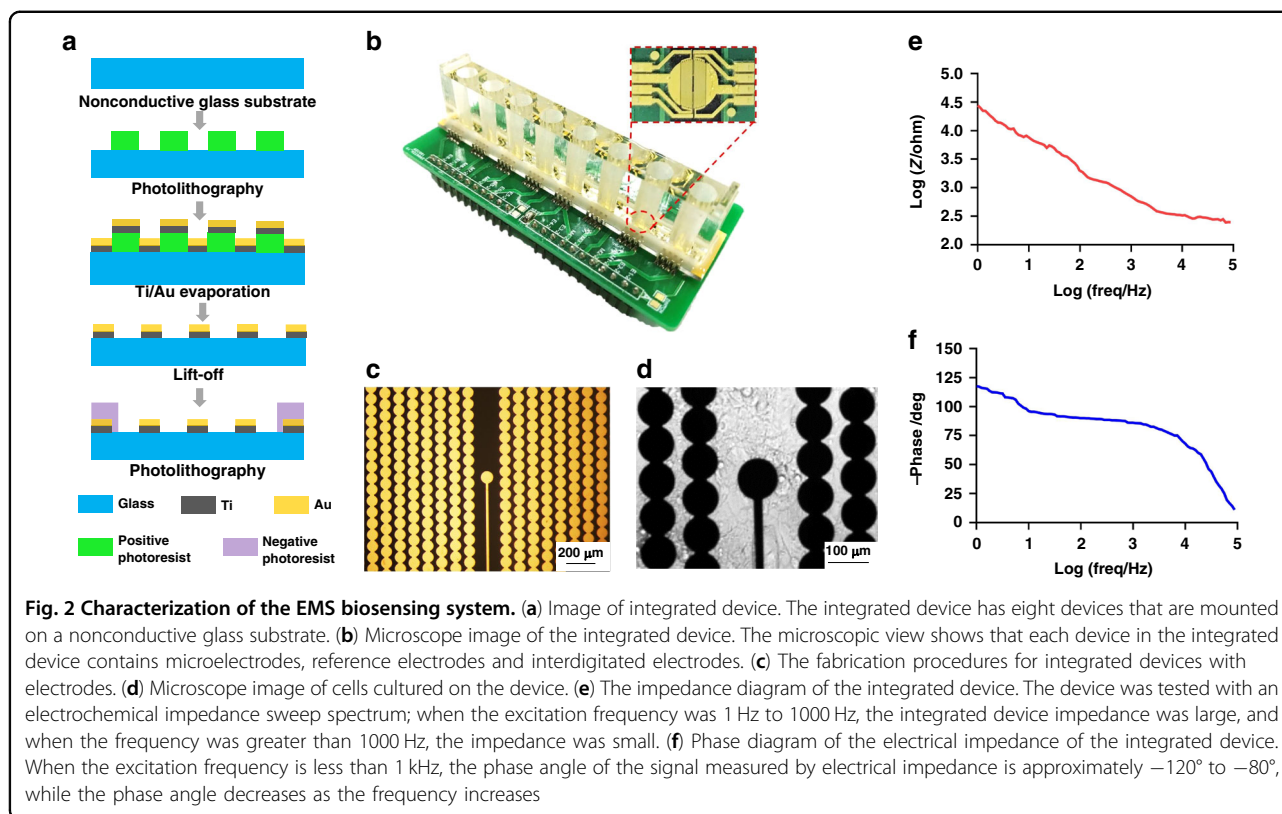 a
Nonconductive glass substrate
Photolithography
Ti/Au evaporation
Lift-off
Photolithography
Glass
Ti
Au
Positive
photoresist
Negative
photoresist
b
c
200 μm
d
100 μm
e
Log (Z/ohm)
5.0
4.5
4.0
3.5
3.0
2.5
2.0
0 1 2 3 4 5
Log (freq/Hz)
f
–Phase /deg
150
125
100
75
50
25
0
0 1 2 3 4 5
Log (freq/Hz)
Fig. 2 Characterization of the EMS biosensing system. (a) Image of integrated device. The integrated device has eight devices that are mounted
on a nonconductive glass substrate. (b) Microscope image of the integrated device. The microscopic view shows that each device in the integrated
device contains microelectrodes, reference electrodes and interdigitated electrodes. (c) The fabrication procedures for integrated devices with
electrodes. (d) Microscope image of cells cultured on the device. (e) The impedance diagram of the integrated device. The device was tested with an
electrochemical impedance sweep spectrum; when the excitation frequency was 1 Hz to 1000 Hz, the integrated device impedance was large, and
when the frequency was greater than 1000 Hz, the impedance was small. (f) Phase diagram of the electrical impedance of the integrated device.
When the excitation frequency is less than 1 kHz, the phase angle of the signal measured by electrical impedance is approximately −120° to −80°,
while the phase angle decreases as the frequency increases